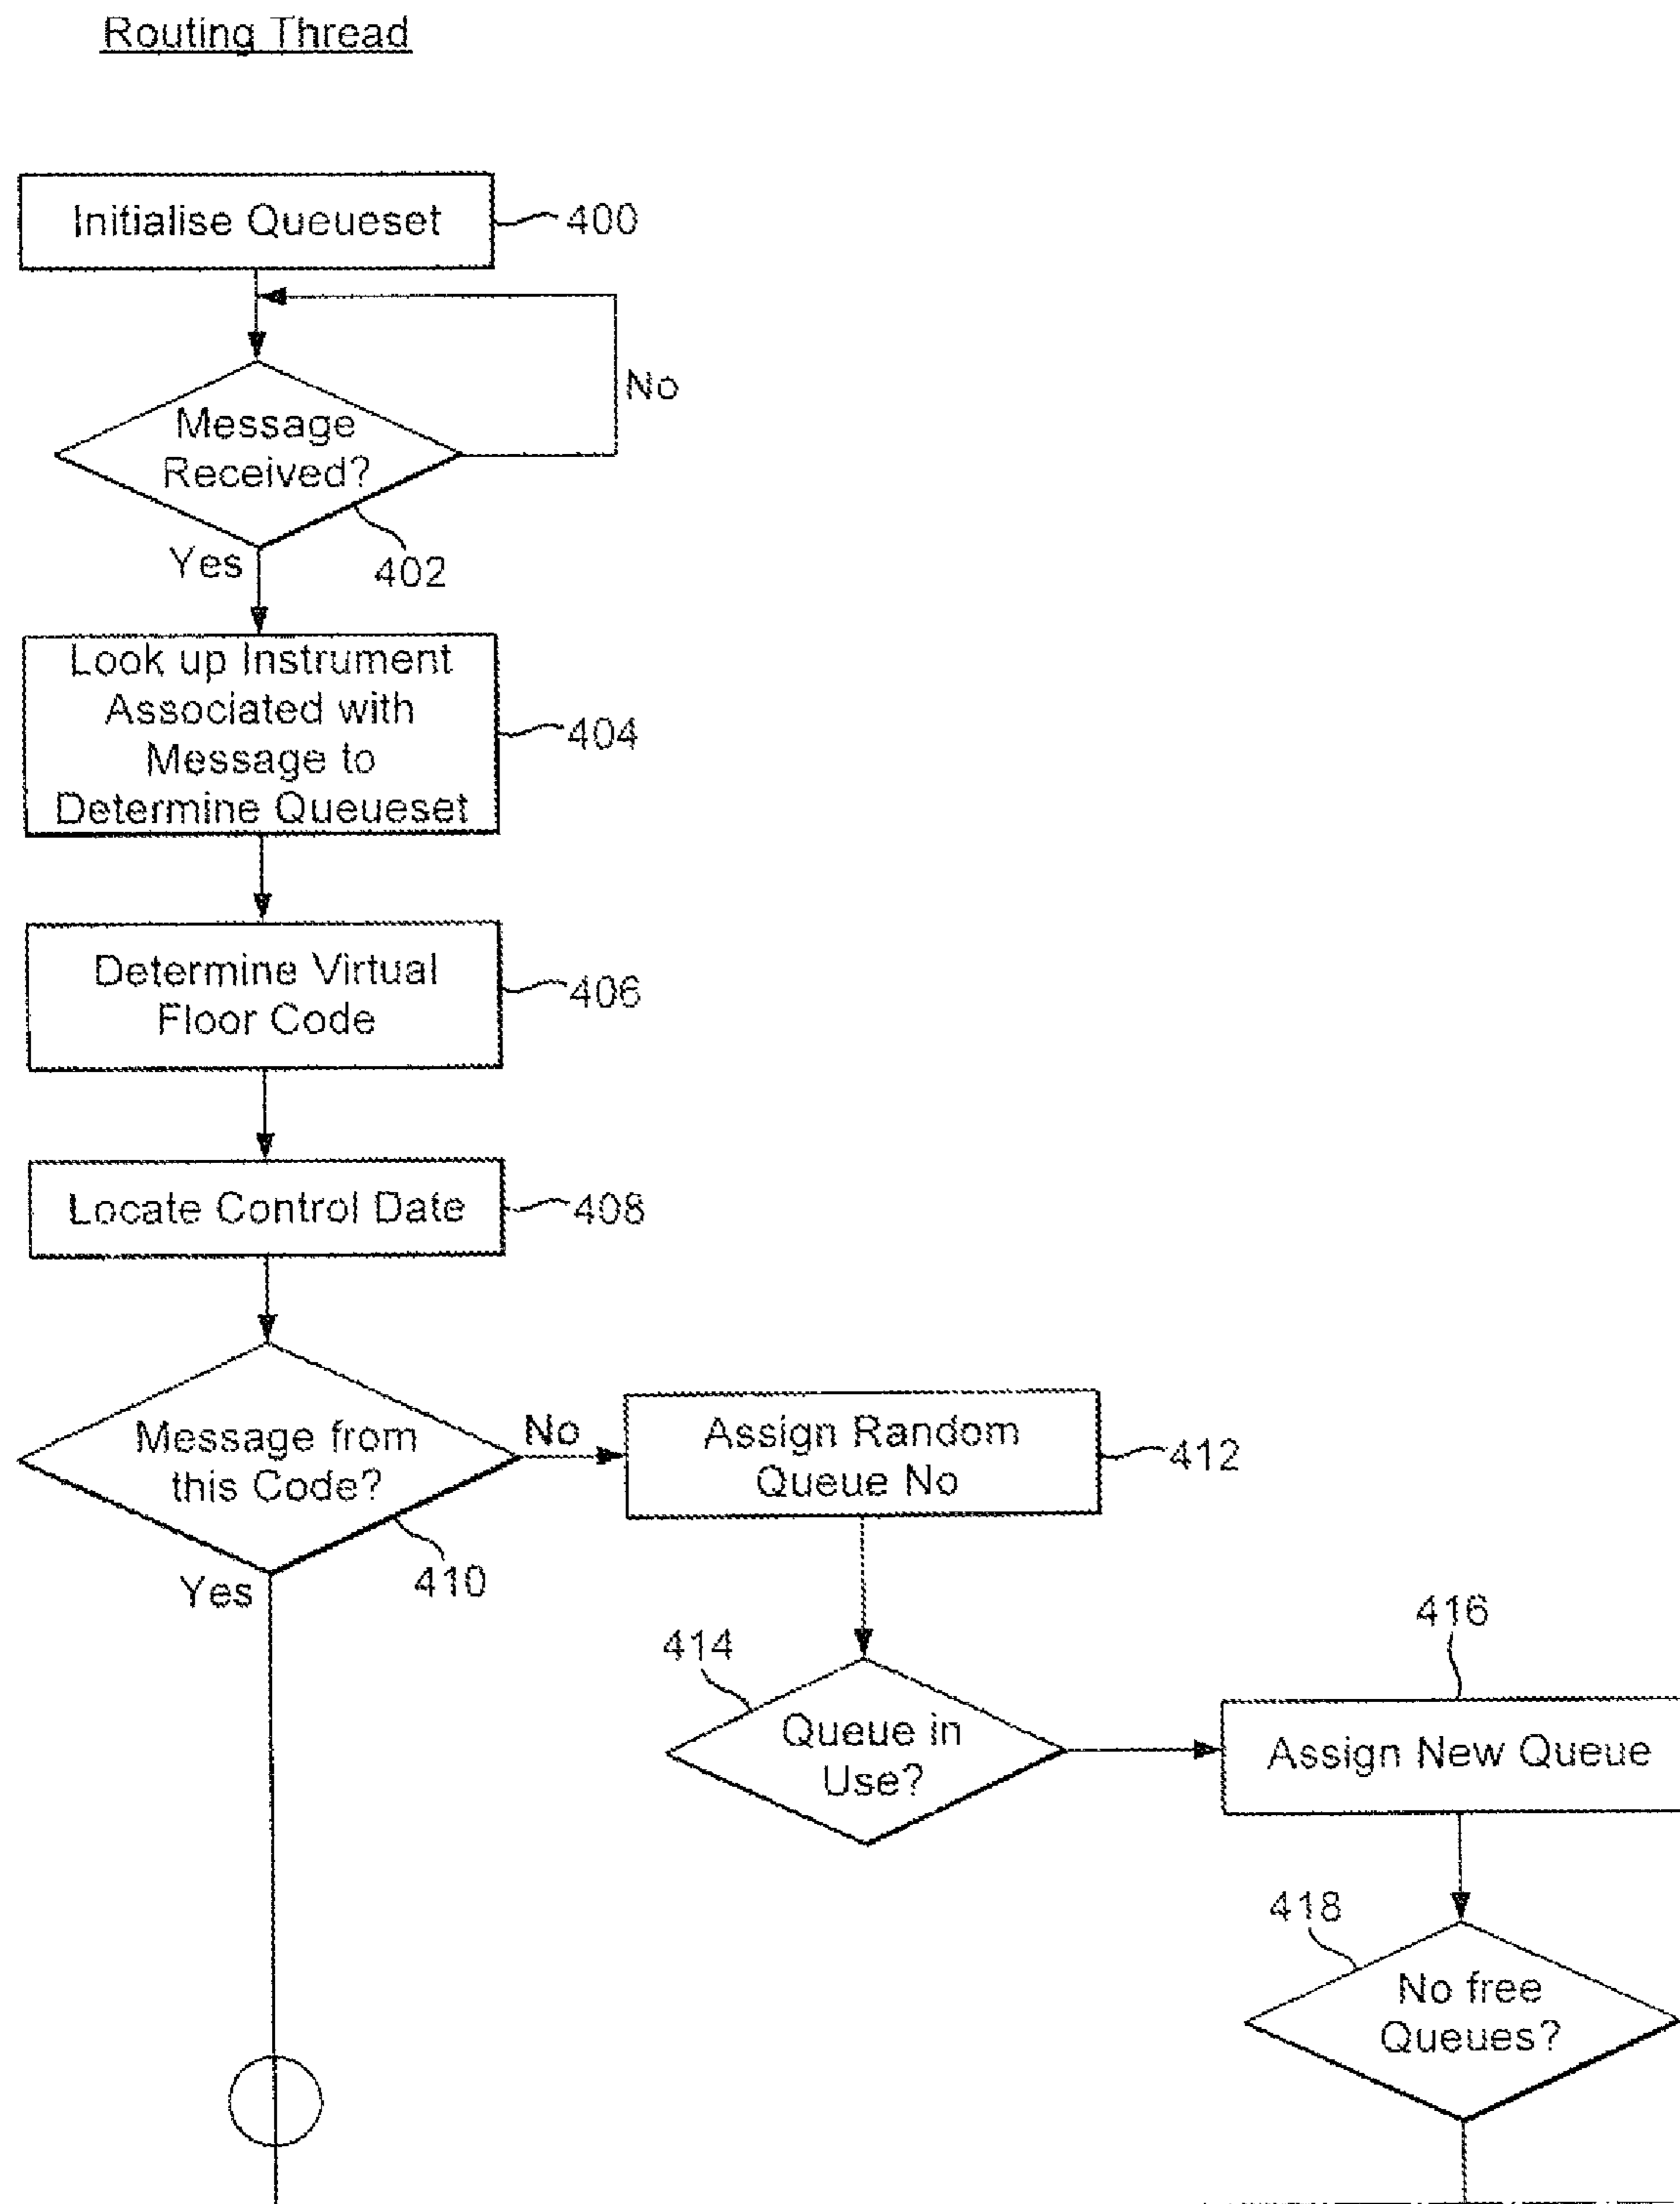 Routing Thread
Initialise Queueset
400
Message
Received?
No
402
Yes
Look up Instrument
Associated with
Message to
Determine Queueset
404
Determine Virtual
Floor Code
406
Locate Control Date
408
Message from
this Code?
No
410
Yes
Assign Random
Queue No
412
414
Queue in
Use?
416
Assign New Queue
418
No free
Queues?